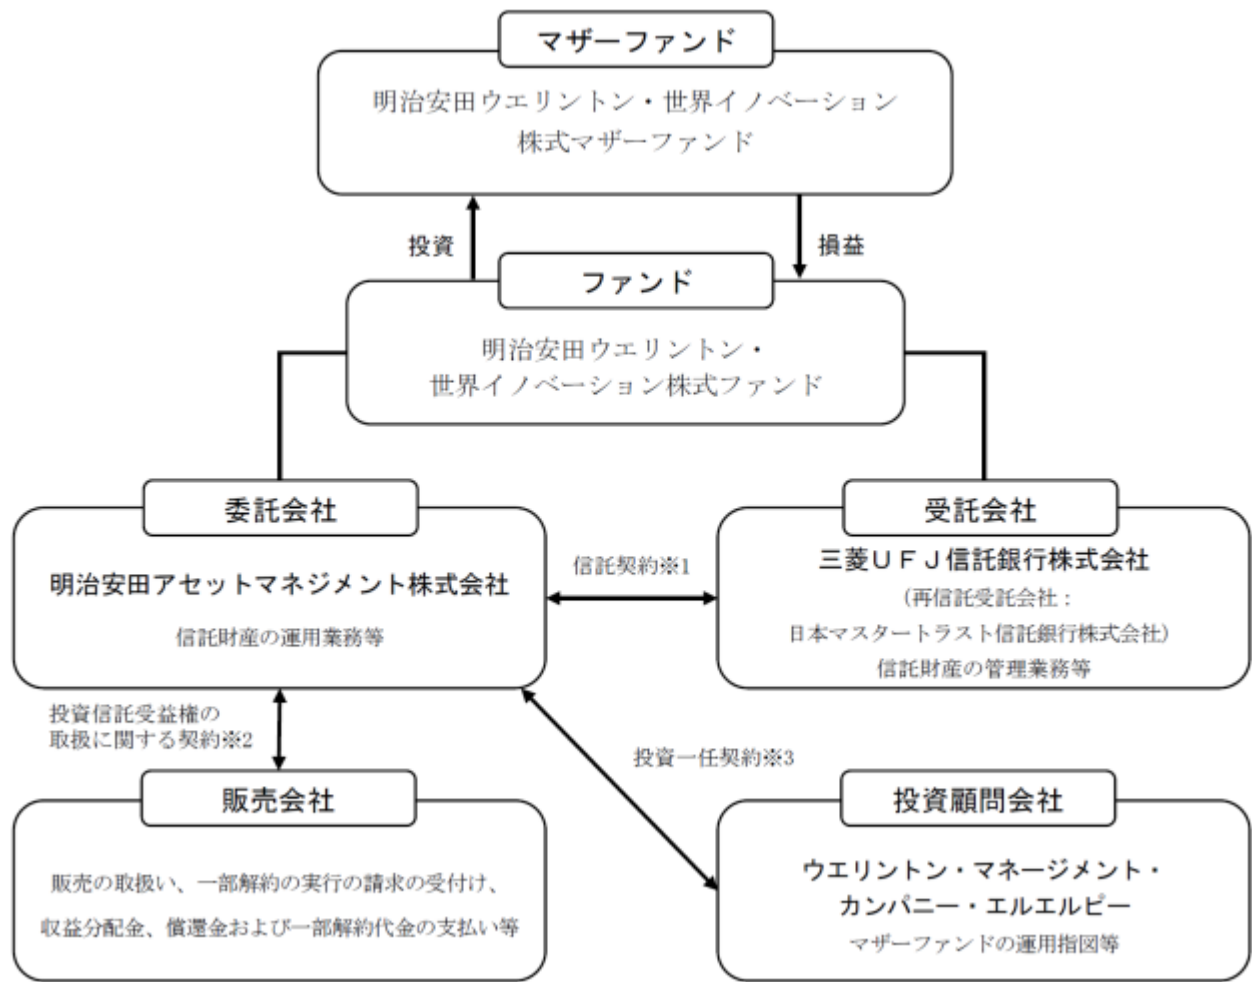 マザーファンド
明治安田ウエリントン・世界イノベーション
株式マザーファンド
投資
損益
ファンド
明治安田ウエリントン・
世界イノベーション株式ファンド
委託会社
明治安田アセットマネジメント株式会社
信託財産の運用業務等
信託契約※1
受託会社
三菱ＵＦＪ信託銀行株式会社
（再信託受託会社：
日本マスタートラスト信託銀行株式会社）
信託財産の管理業務等
投資信託受益権の
取扱に関する契約※2
投資一任契約※3
販売会社
販売の取扱い、一部解約の実行の請求の受付け、
収益分配金、償還金および一部解約代金の支払い等
投資顧問会社
ウエリントン・マネージメント・
カンパニー・エルエルピー
マザーファンドの運用指図等